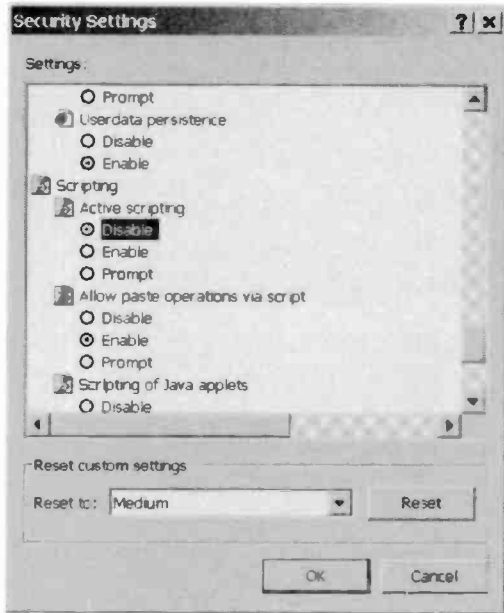 Security Settings
Settings:
Prompt
Userdata persistence
Disable
Enable
Scripting
Active scripting
Disable
Enable
Prompt
Allow paste operations via script
Disable
Enable
Prompt
Scripting of Java applets
Disable
Reset custom settings
Reset to: Medium Reset
OK Cancel